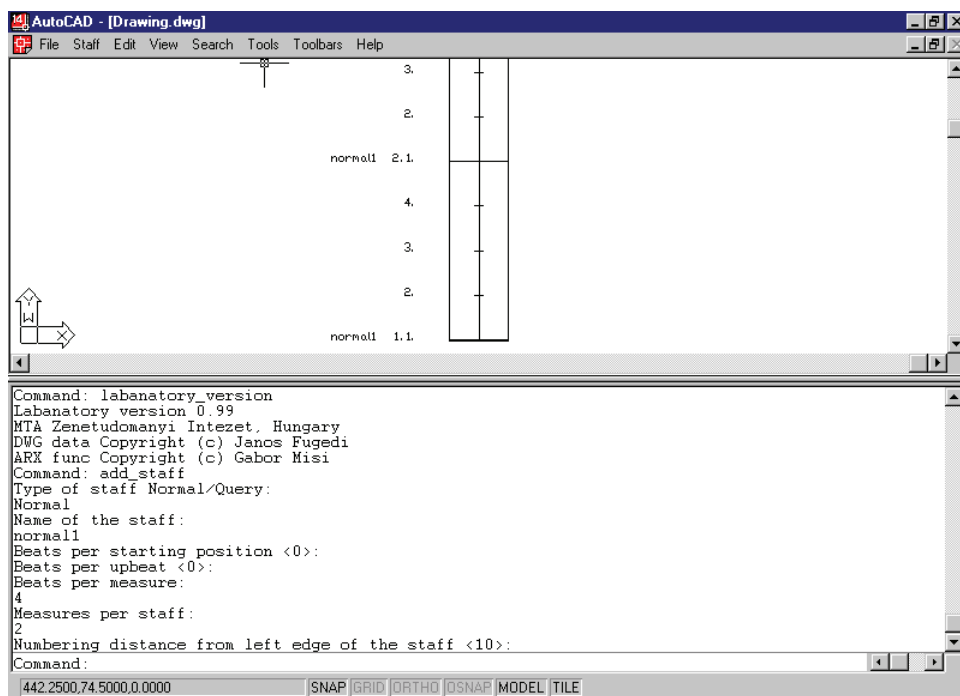 AutoCAD - [Drawing.dwg]
File Staff Edit View Search Tools Toolbars Help
3.
2.
normal1 2.1.
4.
3.
2.
normal1 1.1.
Y
W
X
Command: labanatory_version
Labanatory version 0.99
MTA Zenetudomanyi Intezet, Hungary
DWG data Copyright (c) Janos Fugedi
ARX func Copyright (c) Gabor Misi
Command: add_staff
Type of staff Normal/Query:
Normal
Name of the staff:
normal1
Beats per starting position <0>:
Beats per upbeat <0>:
Beats per measure:
4
Measures per staff:
2
Numbering distance from left edge of the staff <10>:
Command:
442.2500,74.5000,0.0000 SNAP GRID ORTHO OSNAP MODEL TILE